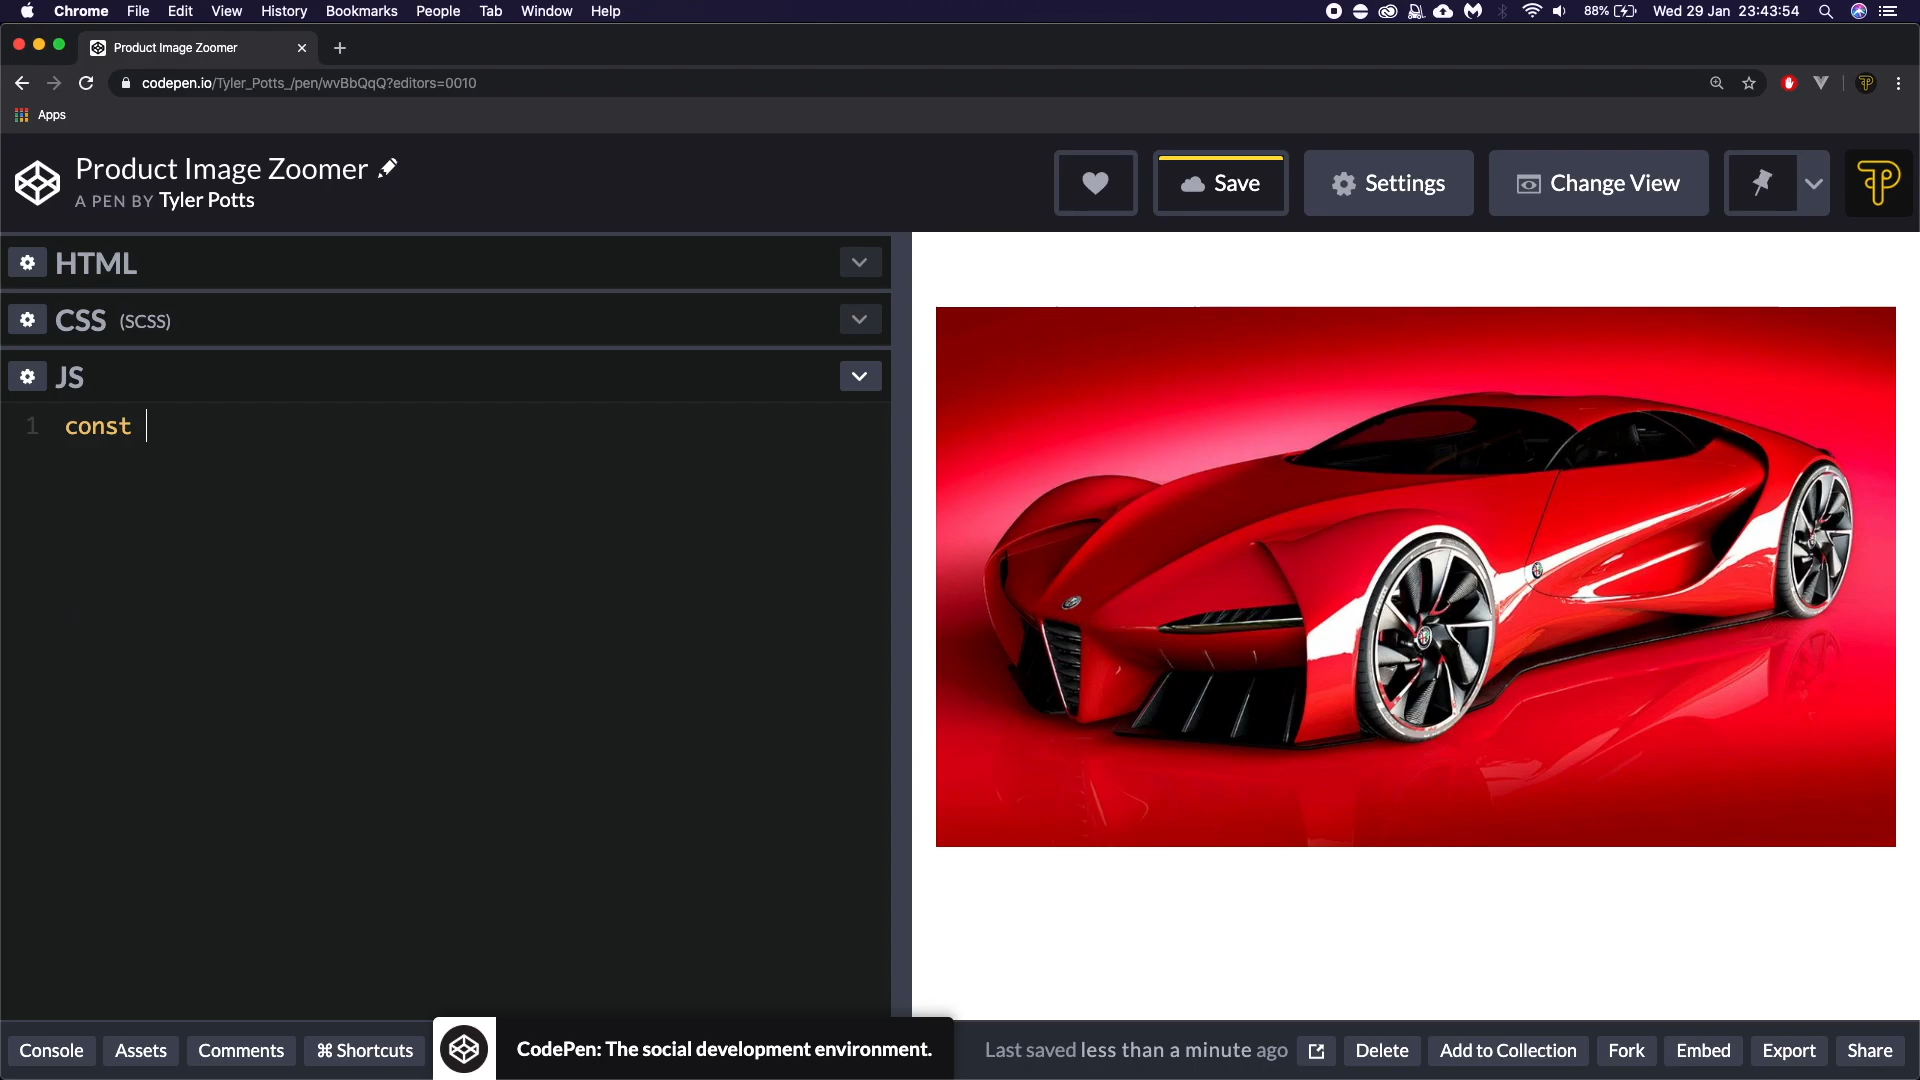 Chrome File Edit View History Bookmarks People Tab Window Help
88% Wed 29 Jan 23:43:54
Product Image Zoomer
codepen.io/Tyler_Potts_/pen/wvBbQqQ?editors=0010
Apps
Product Image Zoomer
A PEN BY Tyler Potts
Save
Settings
Change View
HTML
CSS (SCSS)
JS
1 const
Console
Assets
Comments
⌘ Shortcuts
CodePen: The social development environment.
Last saved less than a minute ago
Delete
Add to Collection
Fork
Embed
Export
Share